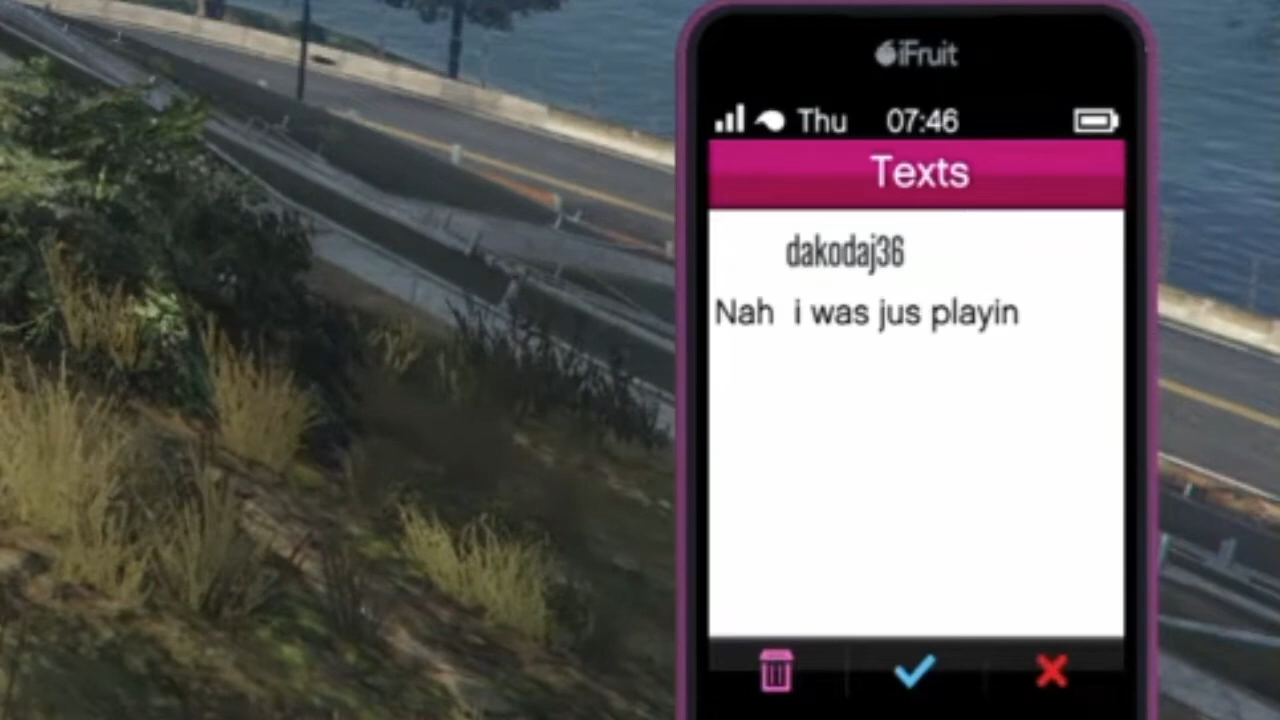 iFruit
Thu 07:46
Texts
dakodaj36
Nah i was jus playin